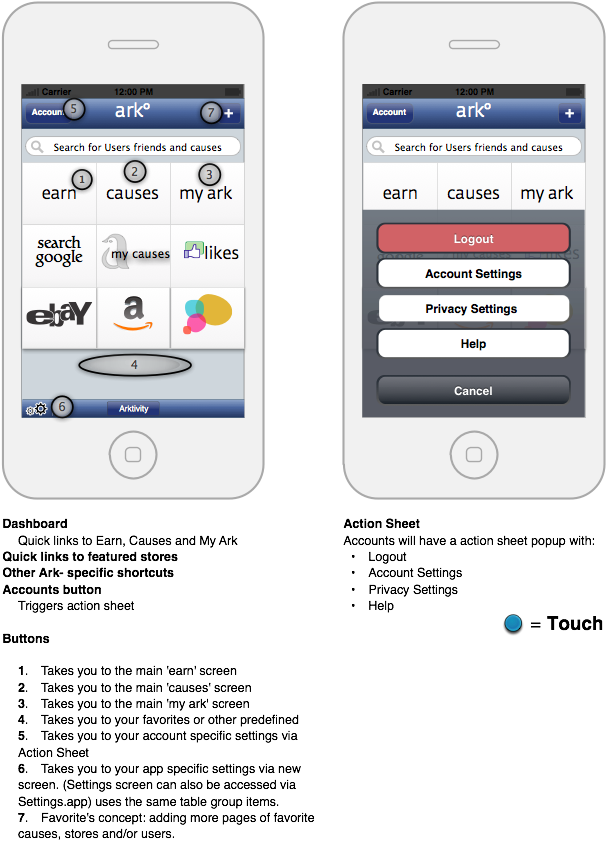 Carrier 12:00 PM
Account 5 ark° 7 +
Search for Users friends and causes
1 2 3
earn causes my ark
search google my causes likes
ebay a
4
6 Arktivity
Carrier 12:00 PM
Account ark° +
Search for Users friends and causes
earn causes my ark
Logout
Account Settings
Privacy Settings
Help
Cancel
Dashboard
Quick links to Earn, Causes and My Ark
Quick links to featured stores
Other Ark- specific shortcuts
Accounts button
Triggers action sheet
Buttons
1. Takes you to the main 'earn' screen
2. Takes you to the main 'causes' screen
3. Takes you to the main 'my ark' screen
4. Takes you to your favorites or other predefined
5. Takes you to your account specific settings via
Action Sheet
6. Takes you to your app specific settings via new
screen. (Settings screen can also be accessed via
Settings.app) uses the same table group items.
7. Favorite's concept: adding more pages of favorite
causes, stores and/or users.
Action Sheet
Accounts will have a action sheet popup with:
• Logout
• Account Settings
• Privacy Settings
• Help
= Touch